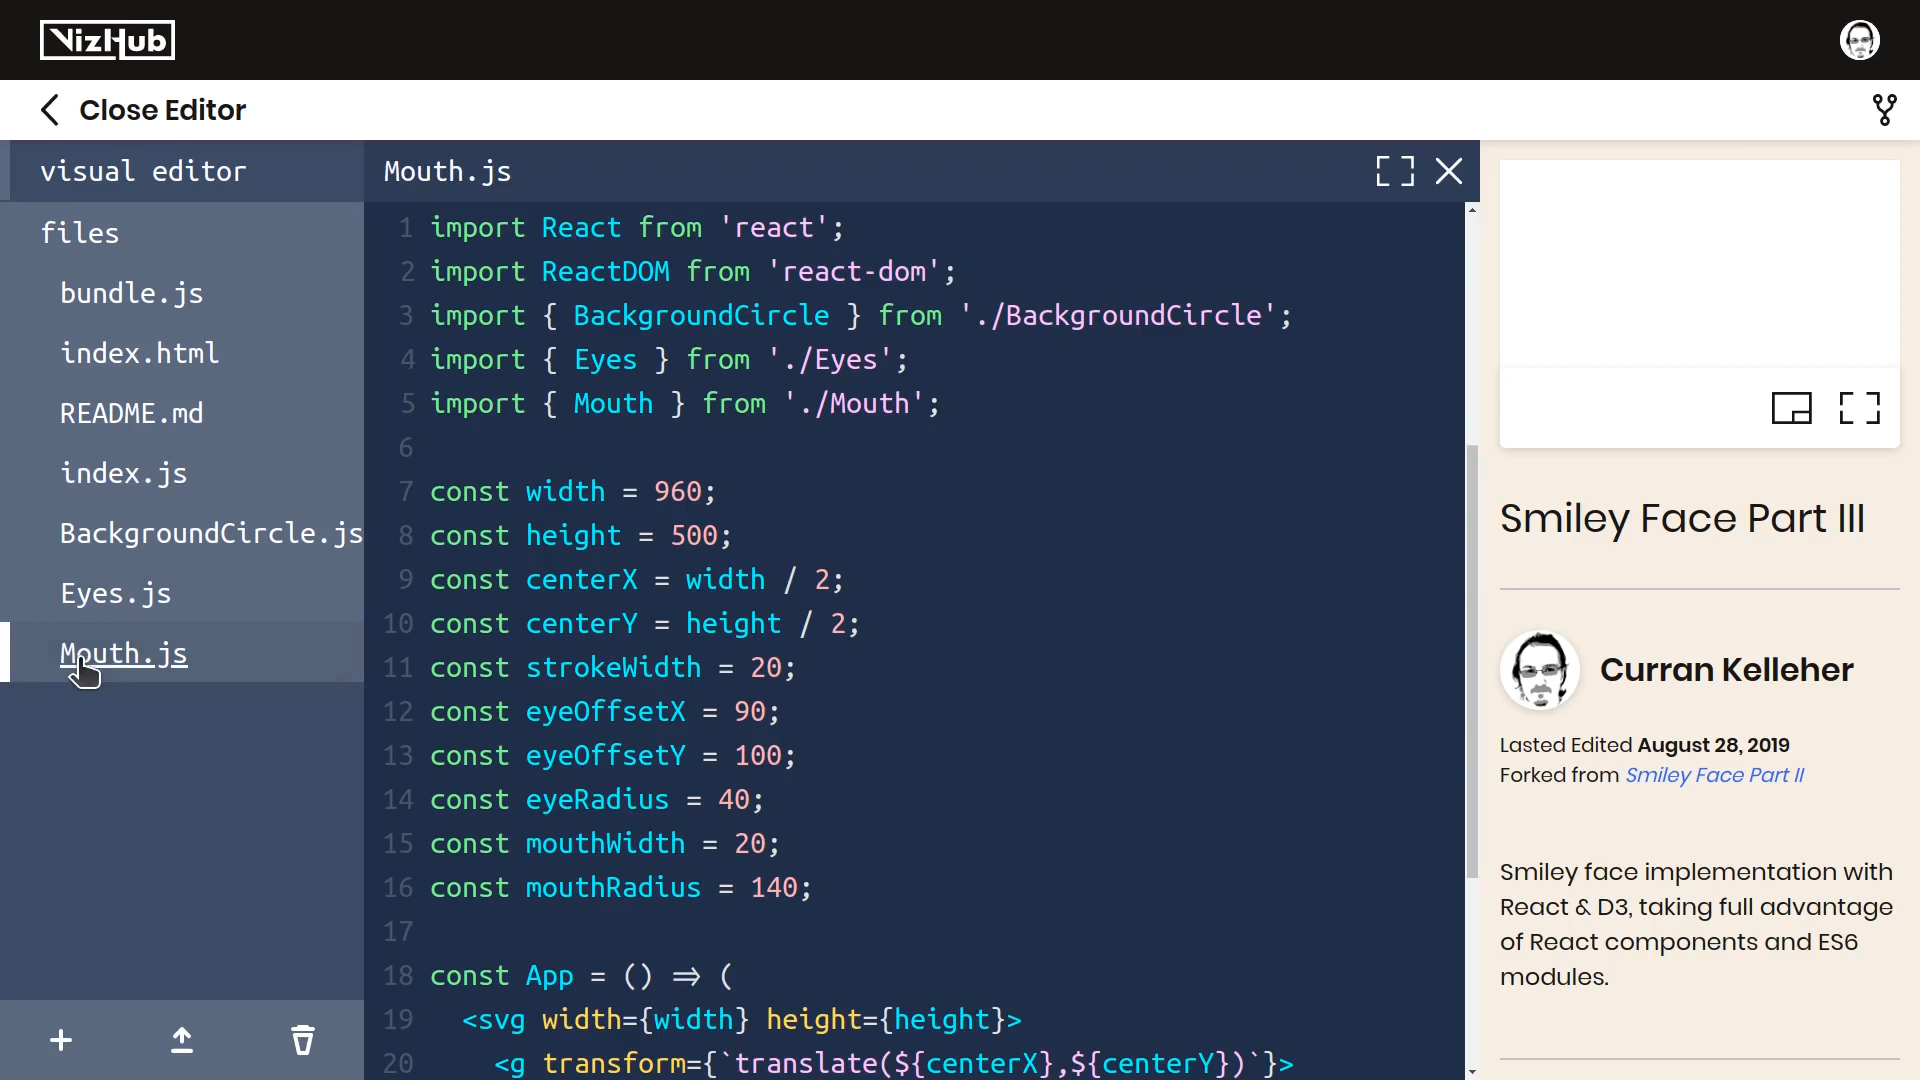 VizHub
Close Editor
visual editor
files
bundle.js
index.html
README.md
index.js
BackgroundCircle.js
Eyes.js
Mouth.js
Mouth.js
1 import React from 'react';
2 import ReactDOM from 'react-dom';
3 import { BackgroundCircle } from './BackgroundCircle';
4 import { Eyes } from './Eyes';
5 import { Mouth } from './Mouth';
6
7 const width = 960;
8 const height = 500;
9 const centerX = width / 2;
10 const centerY = height / 2;
11 const strokeWidth = 20;
12 const eyeOffsetX = 90;
13 const eyeOffsetY = 100;
14 const eyeRadius = 40;
15 const mouthWidth = 20;
16 const mouthRadius = 140;
17
18 const App = () => (
19 <svg width={width} height={height}>
20 <g transform={`translate(${centerX},${centerY})`}>
Smiley Face Part III
Curran Kelleher
Lasted Edited August 28, 2019
Forked from Smiley Face Part II
Smiley face implementation with
React & D3, taking full advantage
of React components and ES6
modules.